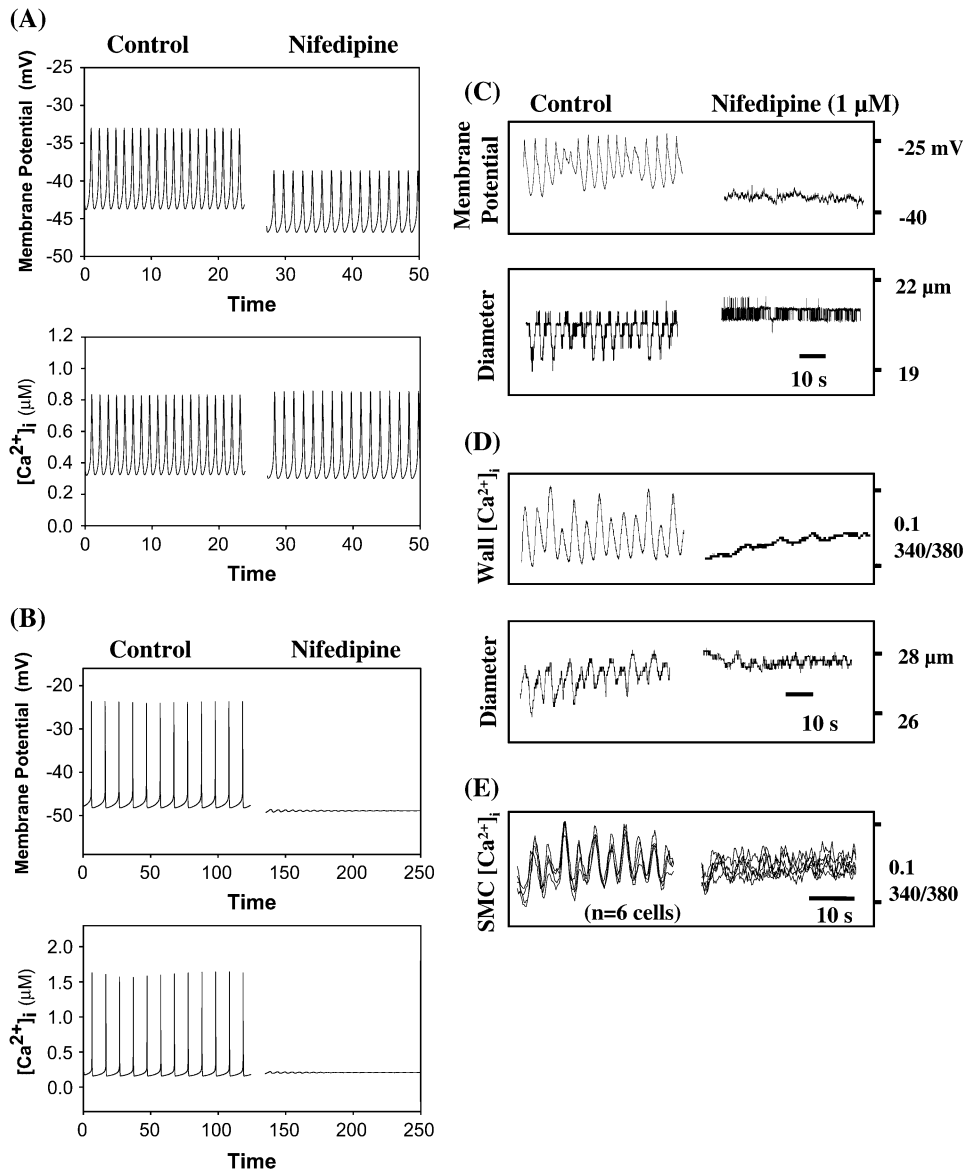 (A)
Control Nifedipine
Membrane Potential (mV)
-25
-30
-35
-40
-45
-50
0 10 20 30 40 50
Time
[Ca2+]i (μM)
1.2
1.0
0.8
0.6
0.4
0.2
0.0
0 10 20 30 40 50
Time
(B)
Control Nifedipine
Membrane Potential (mV)
-20
-30
-40
-50
0 50 100 150 200 250
Time
[Ca2+]i (μM)
2.0
1.5
1.0
0.5
0.0
0 50 100 150 200 250
Time
(C)
Control Nifedipine (1 μM)
Membrane
Potential
-25 mV
-40
Diameter
22 μm
19
10 s
(D)
Wall [Ca2+]i
0.1
340/380
Diameter
28 μm
26
10 s
(E)
SMC [Ca2+]i
0.1
340/380
(n=6 cells)
10 s